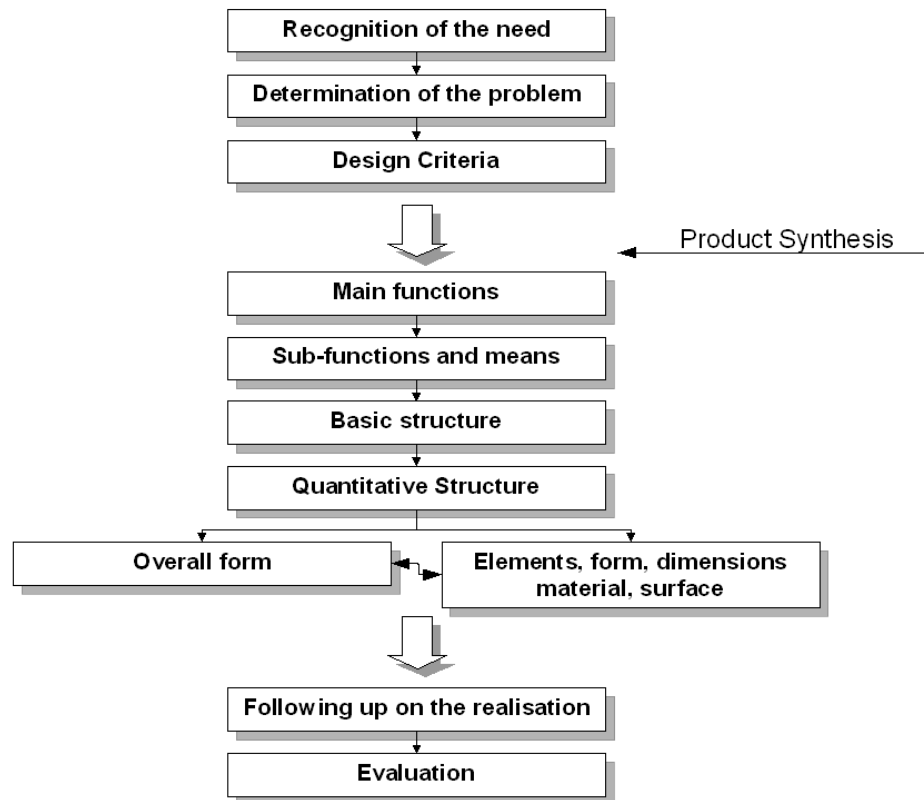 Recognition of the need
Determination of the problem
Design Criteria
Product Synthesis
Main functions
Sub-functions and means
Basic structure
Quantitative Structure
Overall form
Elements, form, dimensions
material, surface
Following up on the realisation
Evaluation